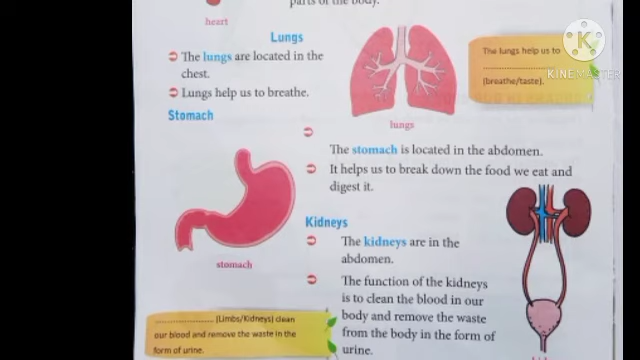 parts of the body.
heart
Lungs
The lungs are located in the
chest.
Lungs help us to breathe.
lungs
The lungs help us to
....................
(breathe/taste).
KINEMASTER
Stomach
The stomach is located in the abdomen.
It helps us to break down the food we eat and
digest it.
stomach
Kidneys
The kidneys are in the
abdomen.
The function of the kidneys
is to clean the blood in our
body and remove the waste
from the body in the form of
urine.
.................... (Limbs/Kidneys) clean
our blood and remove the waste in the
form of urine.